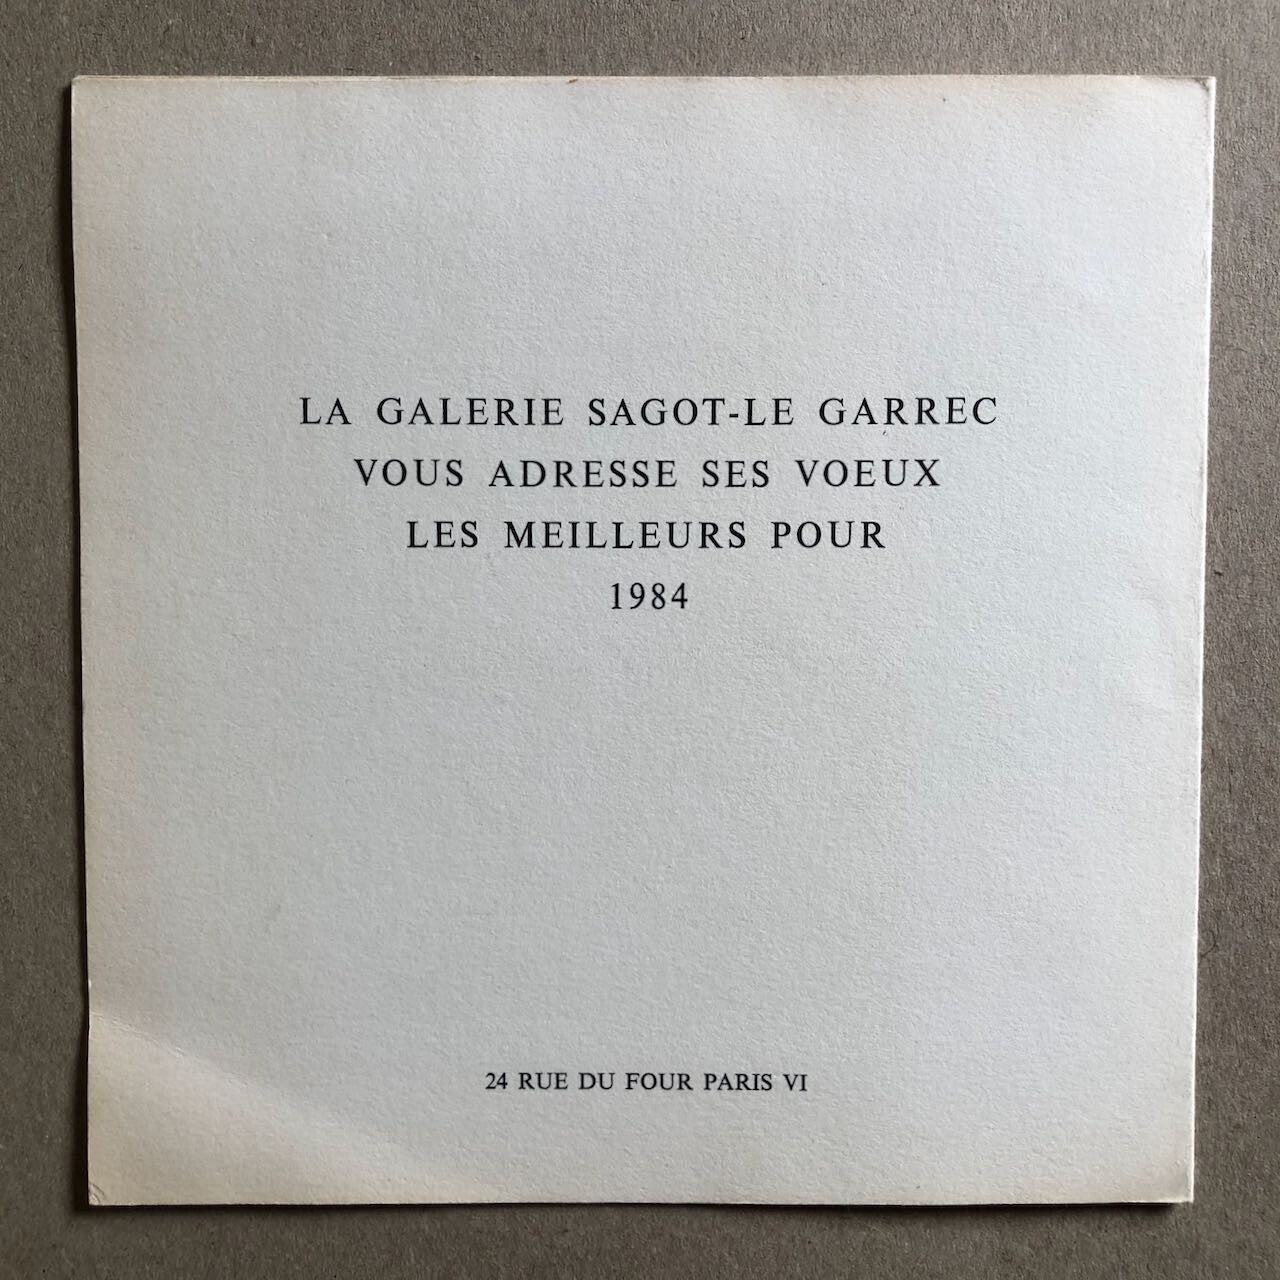 LA GALERIE SAGOT-LE GARREC
VOUS ADRESSE SES VOEUX
LES MEILLEURS POUR
1984
24 RUE DU FOUR PARIS VI